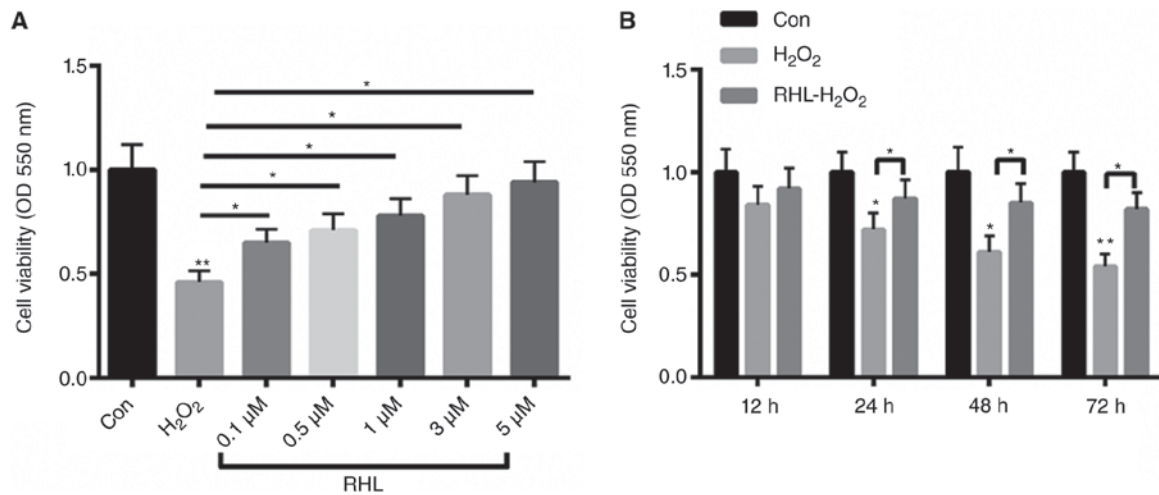 A
Cell viability (OD 550 nm)
1.5
1.0
0.5
0.0
*
*
*
*
*
**
Con
H₂O₂
0.1 µM
0.5 µM
1 µM
3 µM
5 µM
RHL
B
Con
H₂O₂
RHL-H₂O₂
Cell viability (OD 550 nm)
1.5
1.0
0.5
0.0
*
*
*
*
*
**
12 h
24 h
48 h
72 h